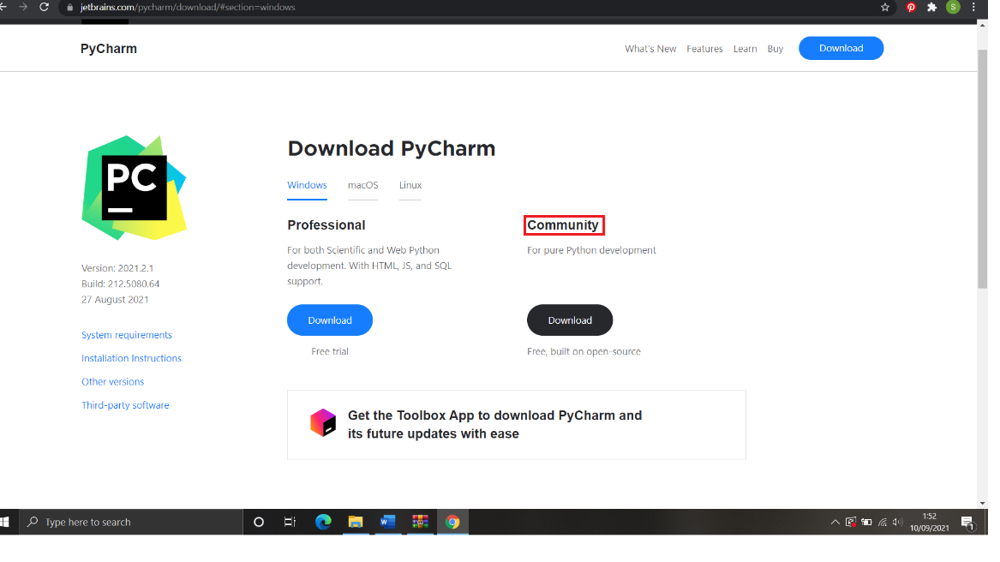 jetbrains.com/pycharm/download/#section=windows
S
PyCharm
What's New Features Learn Buy Download
PC
Download PyCharm
Windows macOS Linux
Professional
For both Scientific and Web Python
development. With HTML, JS, and SQL
support.
Download
Free trial
Community
For pure Python development
Download
Free, built on open-source
Version: 2021.2.1
Build: 212.5080.64
27 August 2021
System requirements
Installation Instructions
Other versions
Third-party software
Get the Toolbox App to download PyCharm and
its future updates with ease
Type here to search
W
1:52
10/09/2021
1